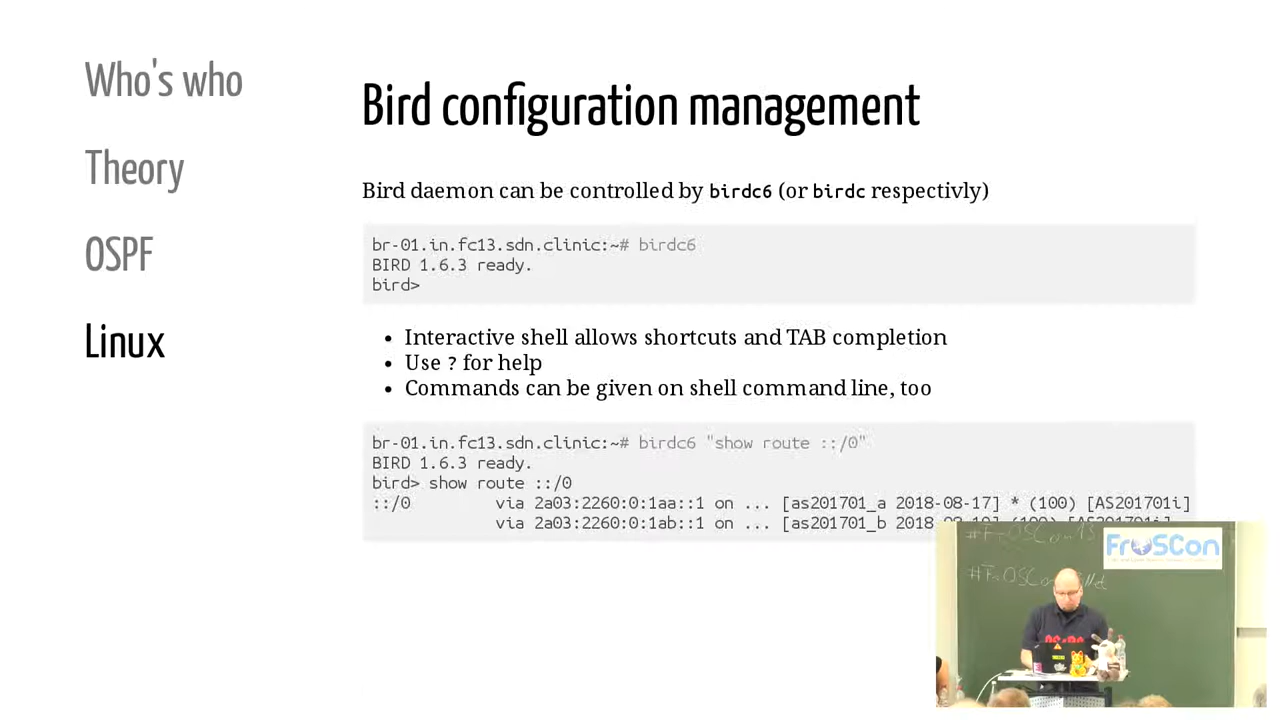 Who's who
Theory
OSPF
Linux
Bird configuration management
Bird daemon can be controlled by birdc6 (or birdc respectivly)
br-01.in.fc13.sdn.clinic:~# birdc6
BIRD 1.6.3 ready.
bird>
• Interactive shell allows shortcuts and TAB completion
• Use ? for help
• Commands can be given on shell command line, too
br-01.in.fc13.sdn.clinic:~# birdc6 "show route ::/0"
BIRD 1.6.3 ready.
bird> show route ::/0
::/0 via 2a03:2260:0:1aa::1 on ... [as201701_a 2018-08-17] * (100) [AS201701i]
via 2a03:2260:0:1ab::1 on ... [as201701_b
FrOSCon